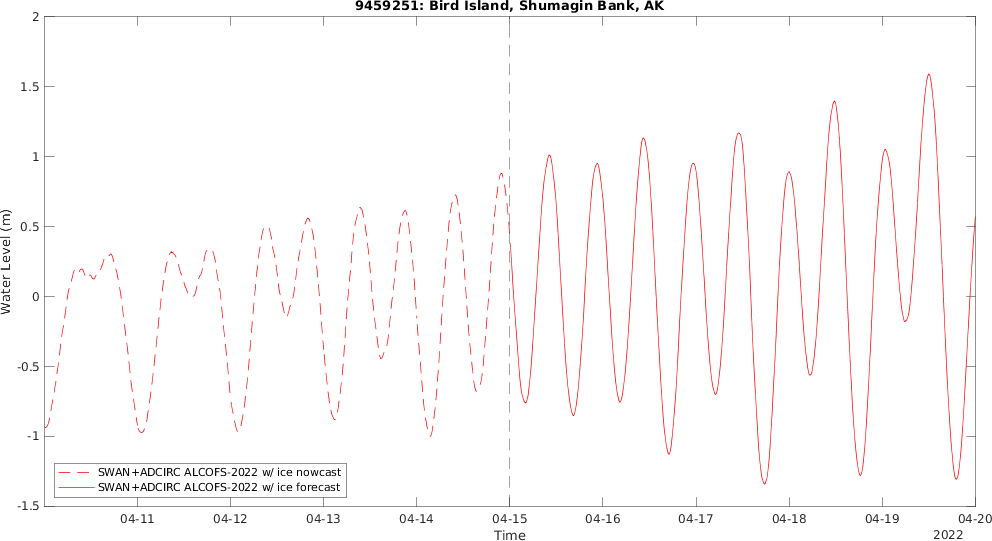 9459251: Bird Island, Shumagin Bank, AK
2
1.5
1
0.5
0
-0.5
-1
-1.5
Water Level (m)
SWAN+ADCIRC ALCOFS-2022 w/ ice nowcast
SWAN+ADCIRC ALCOFS-2022 w/ ice forecast
04-11 04-12 04-13 04-14 04-15 04-16 04-17 04-18 04-19 04-20
Time
2022